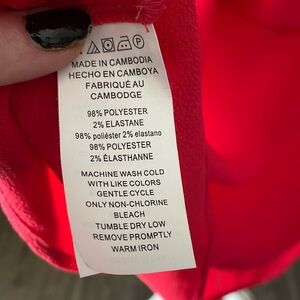 MADE IN CAMBODIA
HECHO EN CAMBOYA
FABRIQUÉ AU
CAMBODGE
98% POLYESTER
2% ELASTANE
98% poliéster 2% elastano
98% POLYESTER
2% ÉLASTHANNE
MACHINE WASH COLD
WITH LIKE COLORS
GENTLE CYCLE
ONLY NON-CHLORINE
BLEACH
TUMBLE DRY LOW
REMOVE PROMPTLY
WARM IRON